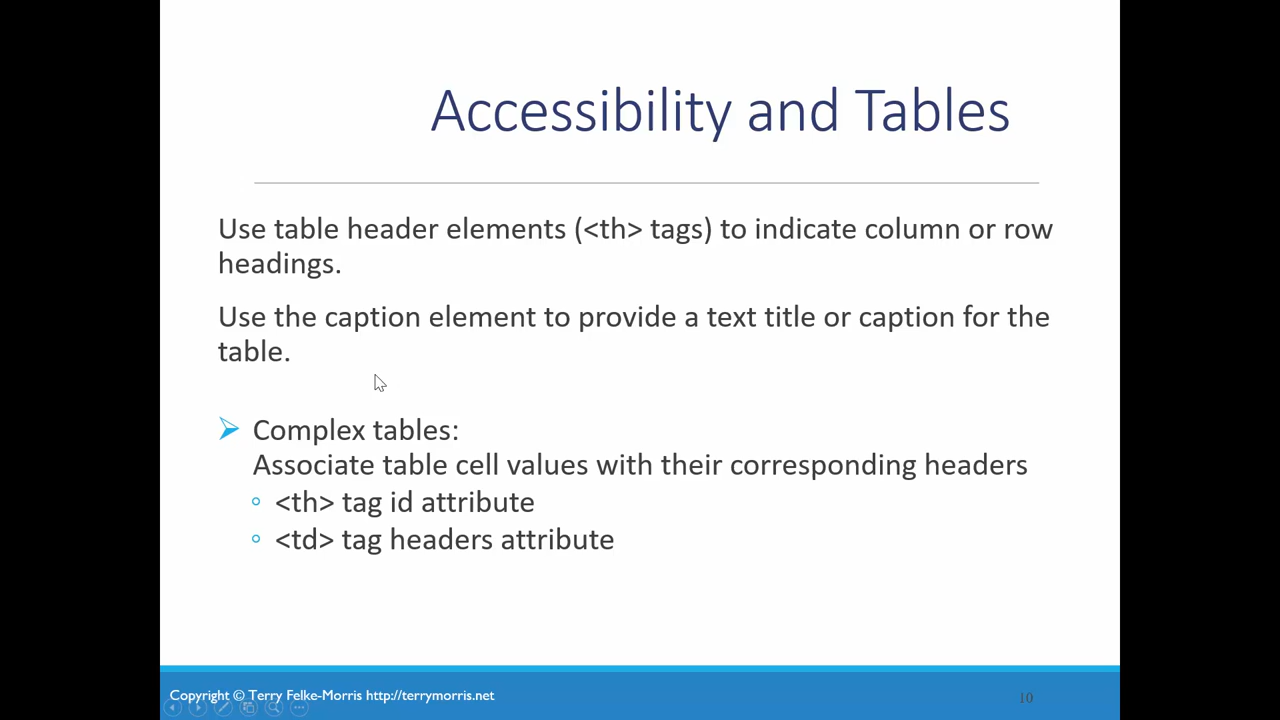 Accessibility and Tables
Use table header elements (<th> tags) to indicate column or row
headings.
Use the caption element to provide a text title or caption for the
table.
Complex tables:
Associate table cell values with their corresponding headers
<th> tag id attribute
<td> tag headers attribute
Copyright © Terry Felke-Morris http://terrymorris.net
10